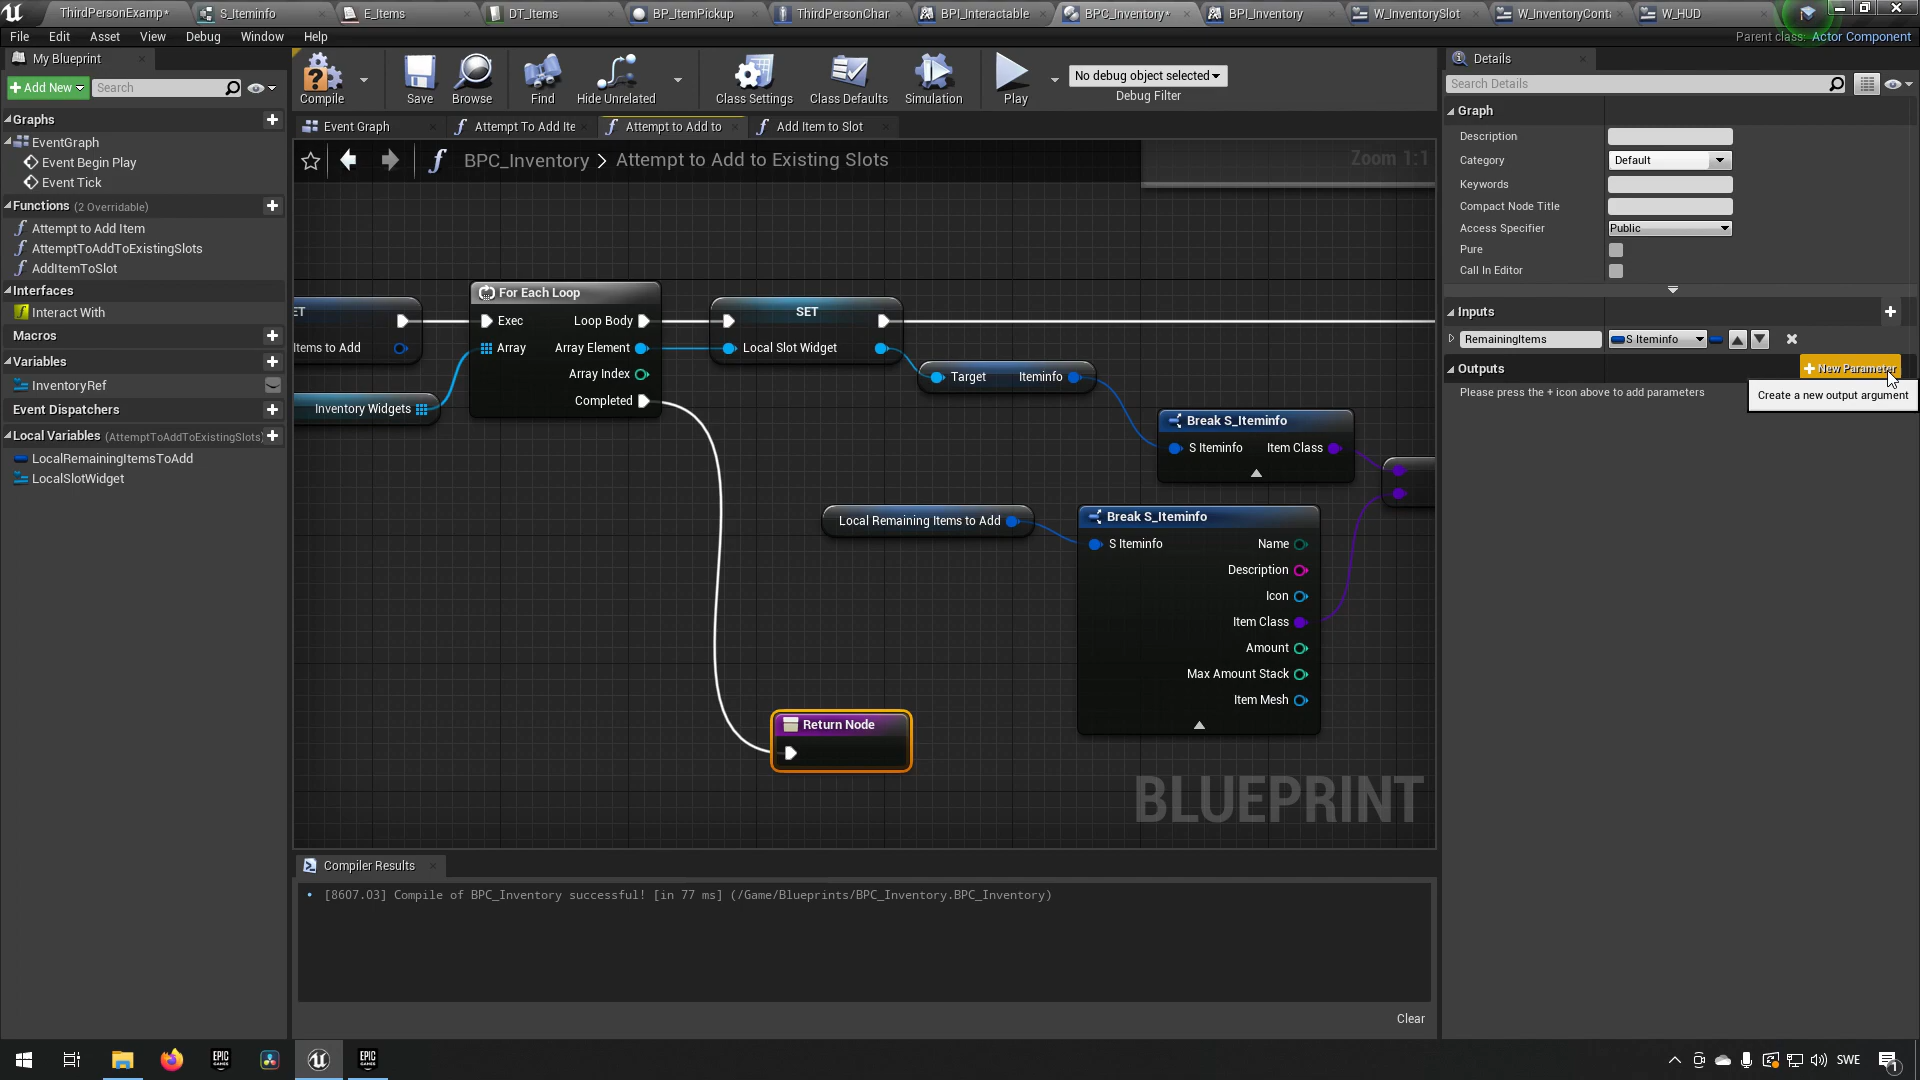 ThirdPersonExamp*
S_Iteminfo
E_Items
DT_Items
BP_ItemPickup
ThirdPersonChar
BPI_Interactable
BPC_Inventory*
BPI_Inventory
W_InventorySlot
W_InventoryConta
W_HUD
File Edit Asset View Debug Window Help
Parent class: Actor Component
My Blueprint
+ Add New
Search
Compile
Save
Browse
Find
Hide Unrelated
Class Settings
Class Defaults
Simulation
Play
No debug object selected
Debug Filter
Details
Search Details
Graphs
EventGraph
Event Begin Play
Event Tick
Functions (2 Overridable)
Attempt to Add Item
AttemptToAddToExistingSlots
AddItemToSlot
Interfaces
Interact With
Macros
Variables
InventoryRef
Event Dispatchers
Local Variables (AttemptToAddToExistingSlots)
LocalRemainingItemsToAdd
LocalSlotWidget
Event Graph
Attempt To Add Ite
Attempt to Add to
Add Item to Slot
BPC_Inventory > Attempt to Add to Existing Slots
Zoom 1:1
ET
Items to Add
Inventory Widgets
For Each Loop
Exec
Loop Body
Array
Array Element
Array Index
Completed
SET
Local Slot Widget
Target
Iteminfo
Break S_Iteminfo
S Iteminfo
Item Class
Local Remaining Items to Add
Break S_Iteminfo
S Iteminfo
Name
Description
Icon
Item Class
Amount
Max Amount Stack
Item Mesh
Return Node
BLUEPRINT
Graph
Description
Category
Default
Keywords
Compact Node Title
Access Specifier
Public
Pure
Call In Editor
Inputs
RemainingItems
S Iteminfo
Outputs
+ New Parameter
Please press the + icon above to add parameters
Create a new output argument
Compiler Results
• [8607.03] Compile of BPC_Inventory successful! [in 77 ms] (/Game/Blueprints/BPC_Inventory.BPC_Inventory)
Clear
EPIC
GAMES
EPIC
GAMES
SWE
1